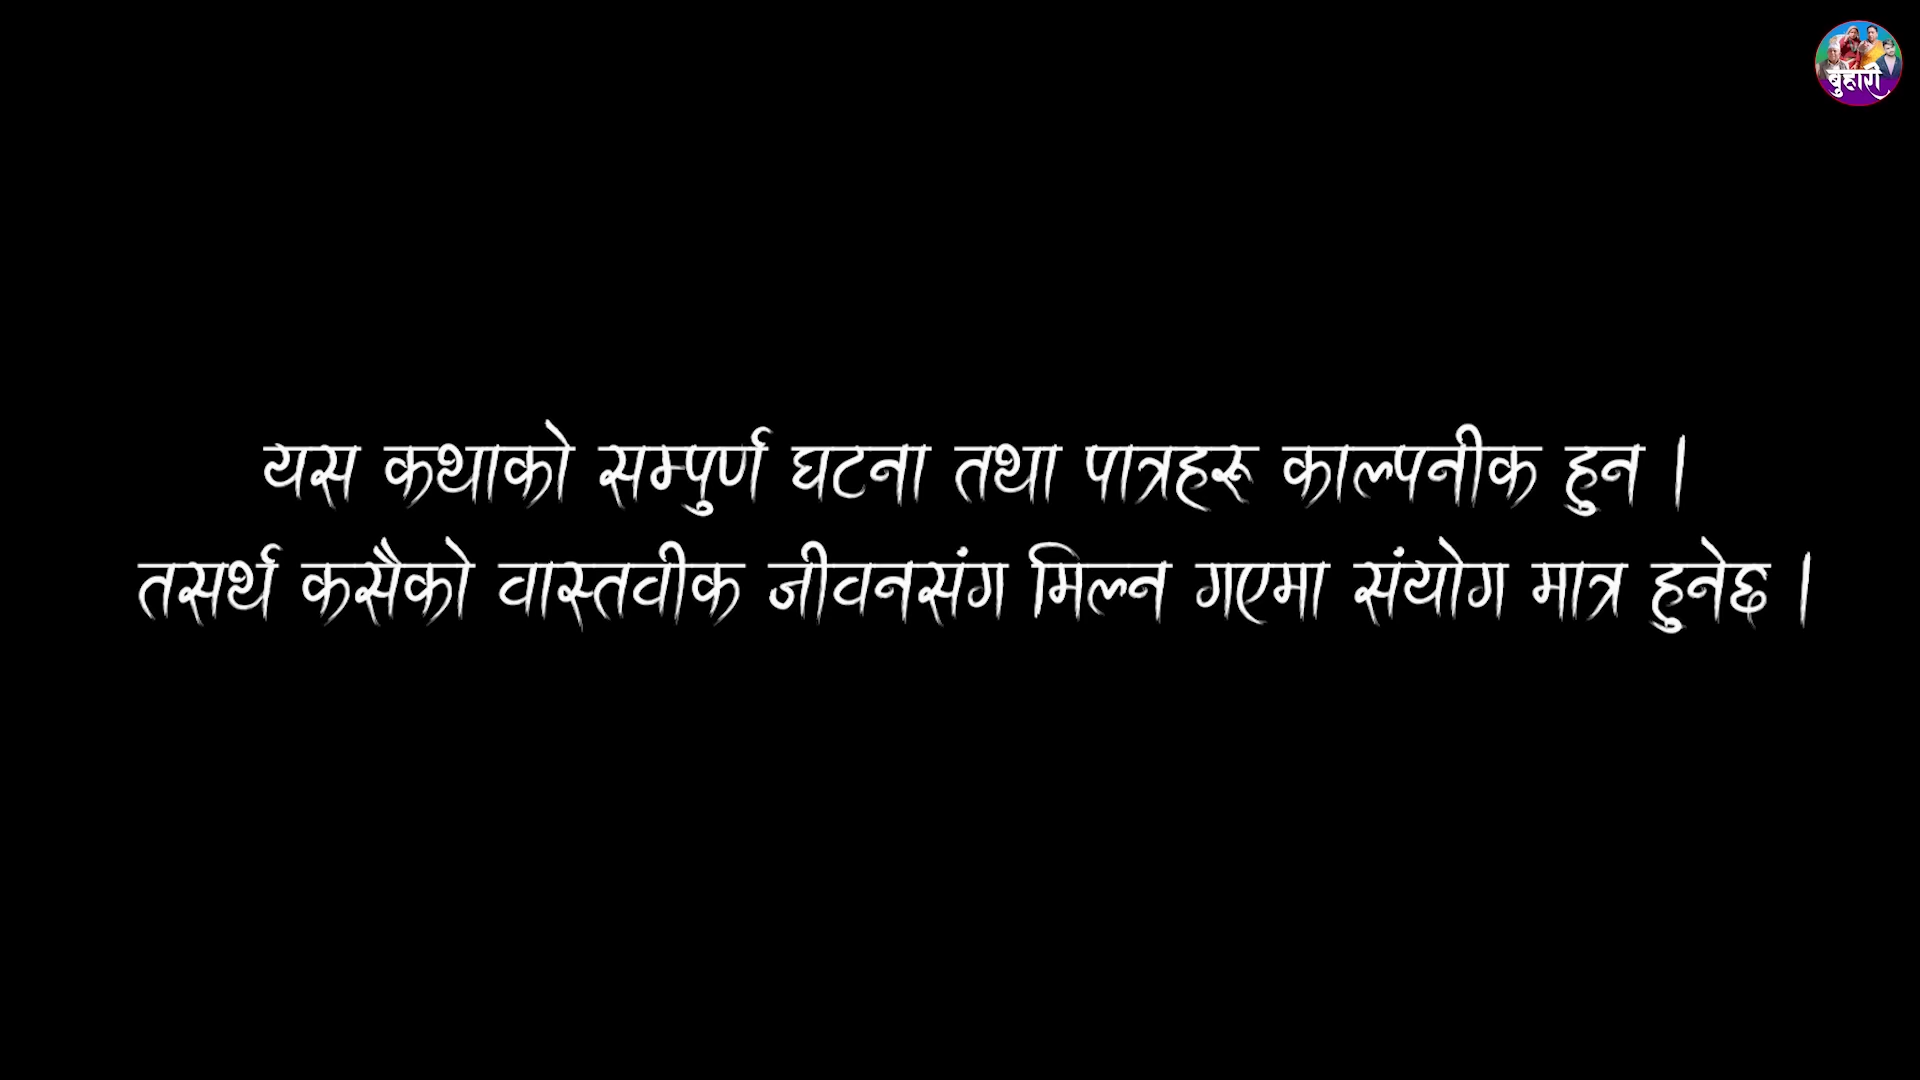 बुहारी
यस कथाको सम्पुर्ण घटना तथा पात्रहरू काल्पनीक हुन ।
तसर्थ कसैको वास्तवीक जीवनसंग मिल्न गएमा संयोग मात्र हुनेछ ।